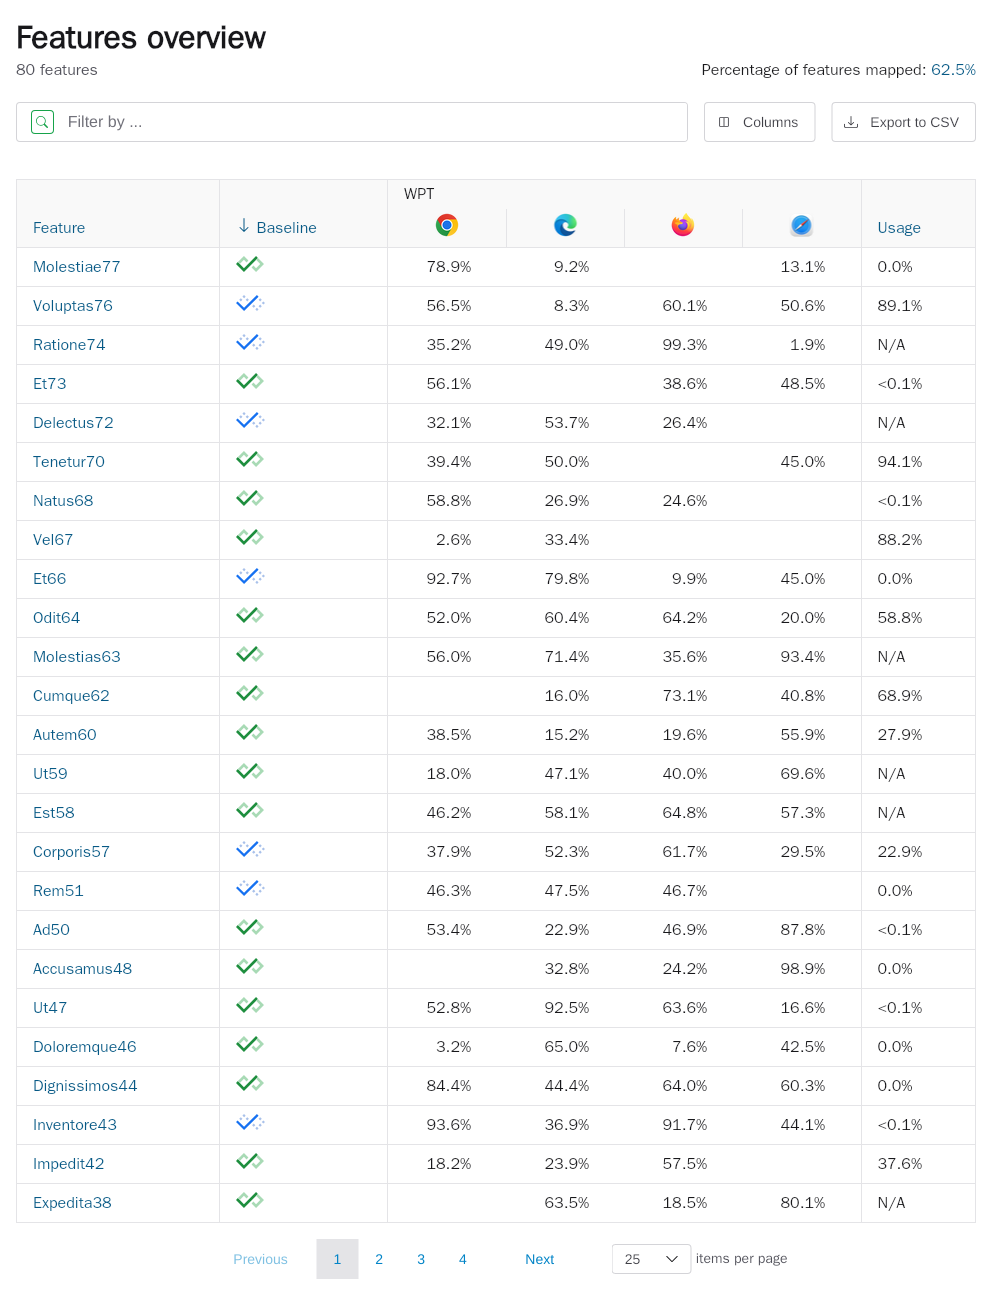 Features overview
80 features
Percentage of features mapped: 62.5%
Filter by ...
Columns
Export to CSV
WPT
Feature Baseline Usage
Molestiae77 78.9% 9.2% 13.1% 0.0%
Voluptas76 56.5% 8.3% 60.1% 50.6% 89.1%
Ratione74 35.2% 49.0% 99.3% 1.9% N/A
Et73 56.1% 38.6% 48.5% <0.1%
Delectus72 32.1% 53.7% 26.4% N/A
Tenetur70 39.4% 50.0% 45.0% 94.1%
Natus68 58.8% 26.9% 24.6% <0.1%
Vel67 2.6% 33.4% 88.2%
Et66 92.7% 79.8% 9.9% 45.0% 0.0%
Odit64 52.0% 60.4% 64.2% 20.0% 58.8%
Molestias63 56.0% 71.4% 35.6% 93.4% N/A
Cumque62 16.0% 73.1% 40.8% 68.9%
Autem60 38.5% 15.2% 19.6% 55.9% 27.9%
Ut59 18.0% 47.1% 40.0% 69.6% N/A
Est58 46.2% 58.1% 64.8% 57.3% N/A
Corporis57 37.9% 52.3% 61.7% 29.5% 22.9%
Rem51 46.3% 47.5% 46.7% 0.0%
Ad50 53.4% 22.9% 46.9% 87.8% <0.1%
Accusamus48 32.8% 24.2% 98.9% 0.0%
Ut47 52.8% 92.5% 63.6% 16.6% <0.1%
Doloremque46 3.2% 65.0% 7.6% 42.5% 0.0%
Dignissimos44 84.4% 44.4% 64.0% 60.3% 0.0%
Inventore43 93.6% 36.9% 91.7% 44.1% <0.1%
Impedit42 18.2% 23.9% 57.5% 37.6%
Expedita38 63.5% 18.5% 80.1% N/A
Previous 1 2 3 4 Next 25 items per page